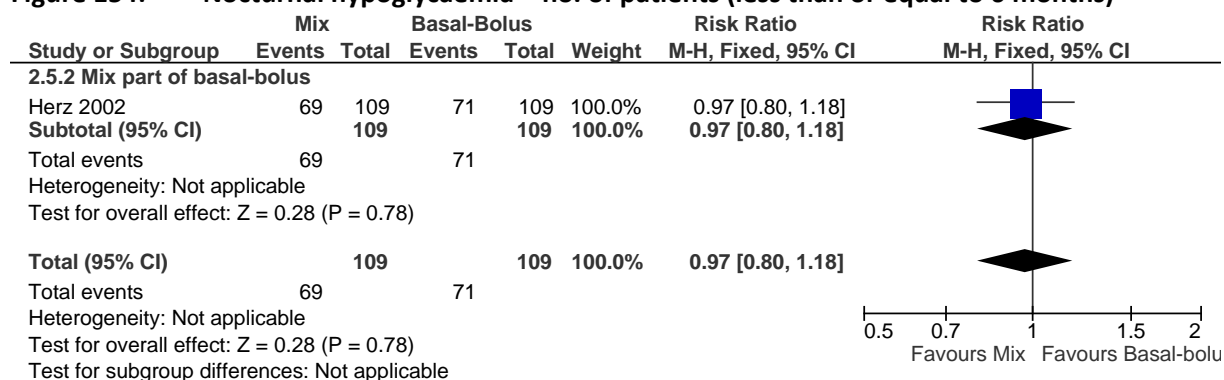 Mix Basal-Bolus Risk Ratio Risk Ratio
Study or Subgroup Events Total Events Total Weight M-H, Fixed, 95% CI M-H, Fixed, 95% CI
2.5.2 Mix part of basal-bolus
Herz 2002 69 109 71 109 100.0% 0.97 [0.80, 1.18]
Subtotal (95% CI) 109 109 100.0% 0.97 [0.80, 1.18]
Total events 69 71
Heterogeneity: Not applicable
Test for overall effect: Z = 0.28 (P = 0.78)
Total (95% CI) 109 109 100.0% 0.97 [0.80, 1.18]
Total events 69 71
Heterogeneity: Not applicable
Test for overall effect: Z = 0.28 (P = 0.78)
Test for subgroup differences: Not applicable
0.5 0.7 1 1.5 2
Favours Mix Favours Basal-bolu